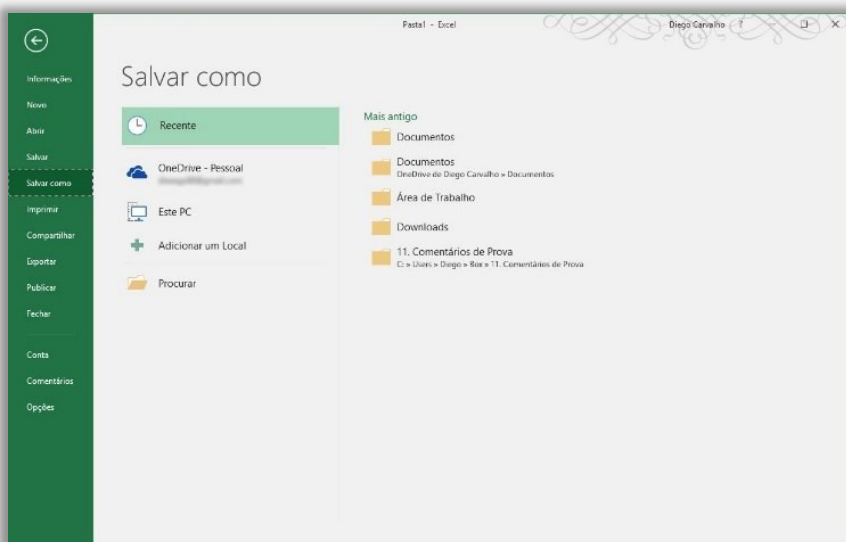 Pasta1 - Excel
Diego Carvalho
?
Informações
Novo
Abrir
Salvar
Salvar como
Imprimir
Compartilhar
Exportar
Publicar
Fechar
Conta
Comentários
Opções
Salvar como
Recente
OneDrive - Pessoal
Este PC
Adicionar um Local
Procurar
Mais antigo
Documentos
Documentos
OneDrive de Diego Carvalho » Documentos
Área de Trabalho
Downloads
11. Comentários de Prova
C: » Users » Diego » Box » 11. Comentários de Prova